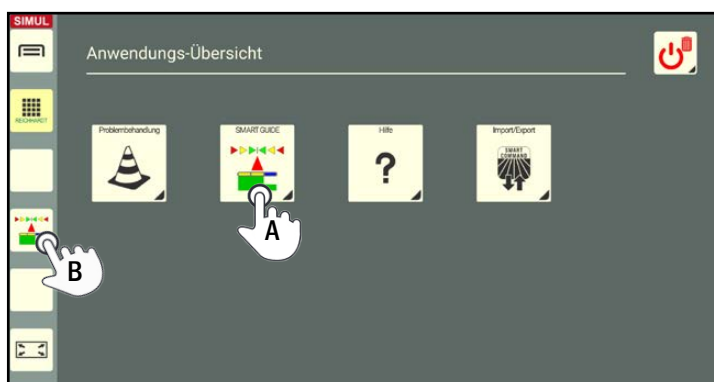 SIMUL
Anwendungs-Übersicht
REICHHARDT
Problembehandlung
SMART GUIDE
Hilfe
Import/Export
?
SMART
COMMAND
A
B